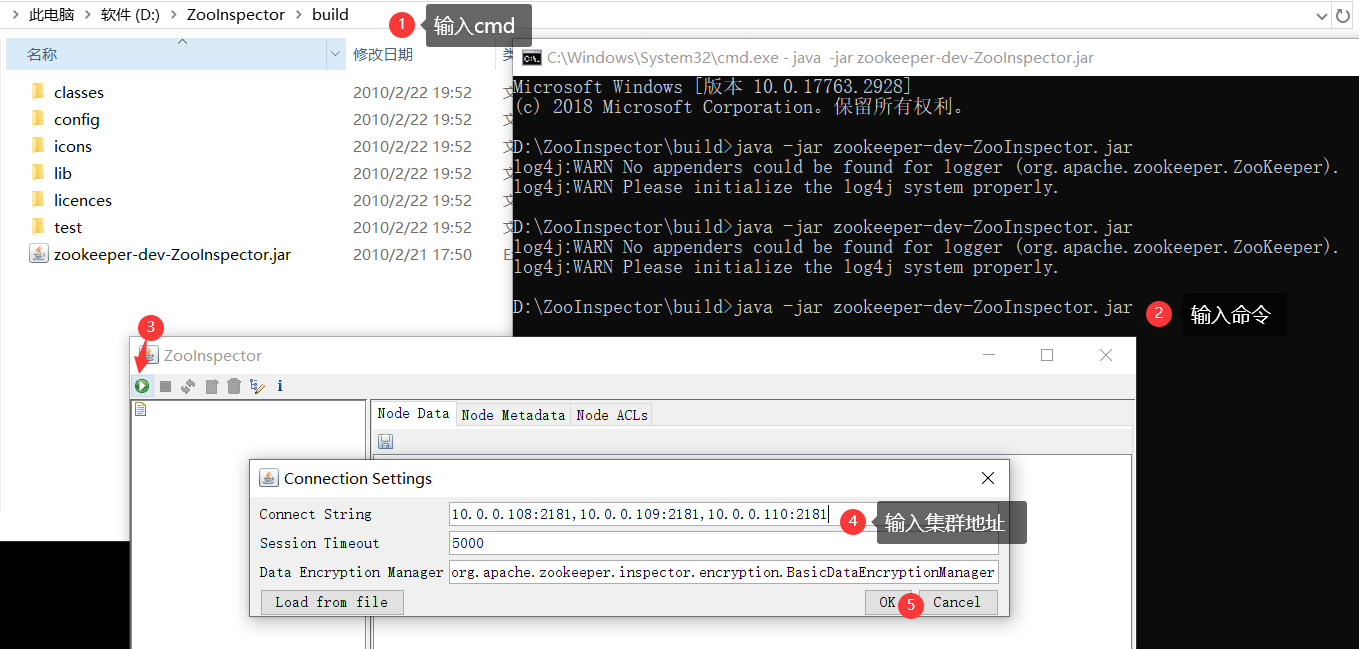 此电脑 > 软件 (D:) > ZooInspector > build
1 输入cmd
名称 修改日期 类
classes 2010/2/22 19:52 文
config 2010/2/22 19:52 文
icons 2010/2/22 19:52 文
lib 2010/2/22 19:52 文
licences 2010/2/22 19:52 文
test 2010/2/22 19:52 文
zookeeper-dev-ZooInspector.jar 2010/2/21 17:50 E
C:\Windows\System32\cmd.exe - java -jar zookeeper-dev-ZooInspector.jar
Microsoft Windows [版本 10.0.17763.2928]
(c) 2018 Microsoft Corporation。保留所有权利。
D:\ZooInspector\build>java -jar zookeeper-dev-ZooInspector.jar
log4j:WARN No appenders could be found for logger (org.apache.zookeeper.ZooKeeper).
log4j:WARN Please initialize the log4j system properly.
D:\ZooInspector\build>java -jar zookeeper-dev-ZooInspector.jar
log4j:WARN No appenders could be found for logger (org.apache.zookeeper.ZooKeeper).
log4j:WARN Please initialize the log4j system properly.
D:\ZooInspector\build>java -jar zookeeper-dev-ZooInspector.jar
2 输入命令
3
ZooInspector
Node Data Node Metadata Node ACLs
Connection Settings
Connect String 10.0.0.108:2181,10.0.0.109:2181,10.0.0.110:2181
4 输入集群地址
Session Timeout 5000
Data Encryption Manager org.apache.zookeeper.inspector.encryption.BasicDataEncryptionManager
Load from file OK 5 Cancel